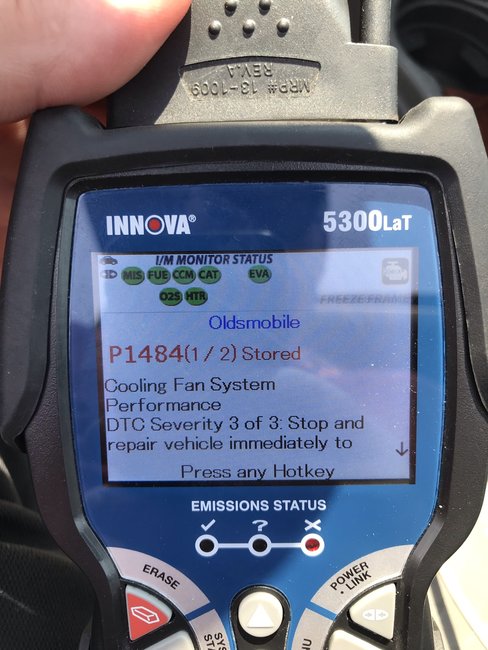 MRP# 13-1009
REV.A
INNOVA®
5300LaT
I/M MONITOR STATUS
MIS FUE CCM CAT EVA
O2S HTR
FREEZE FRAME
Oldsmobile
P1484(1/2) Stored
Cooling Fan System
Performance
DTC Severity 3 of 3: Stop and
repair vehicle immediately to
Press any Hotkey
EMISSIONS STATUS
✓ ? X
ERASE
POWER
• LINK